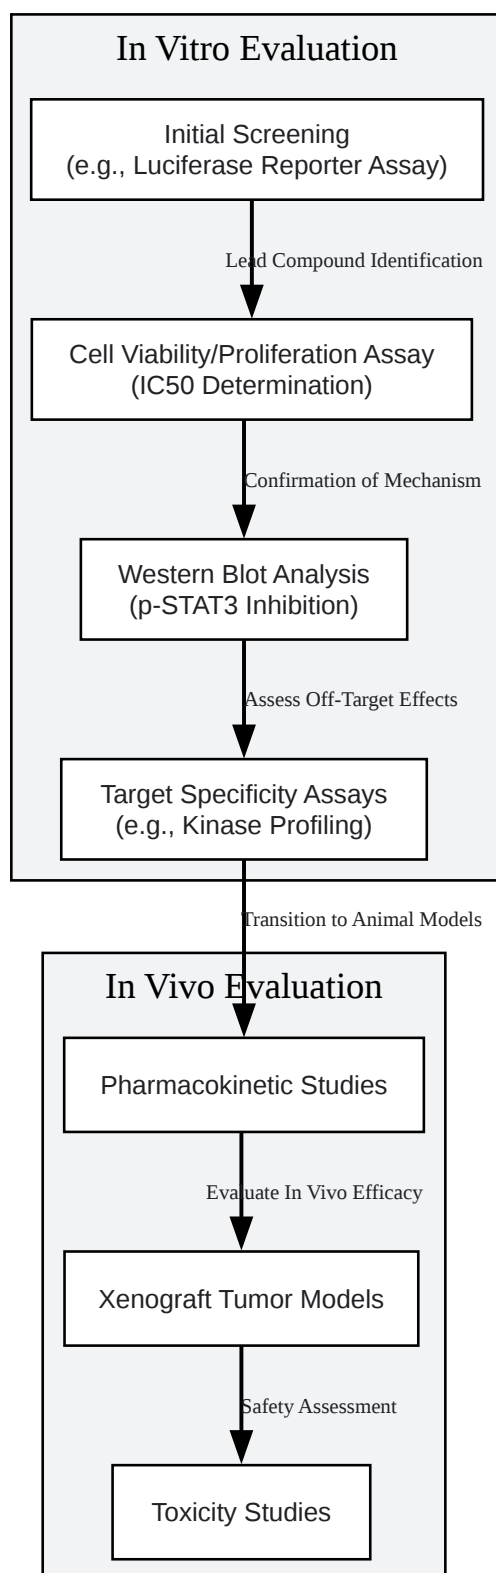 In Vitro Evaluation
Initial Screening
(e.g., Luciferase Reporter Assay)
Lead Compound Identification
Cell Viability/Proliferation Assay
(IC50 Determination)
Confirmation of Mechanism
Western Blot Analysis
(p-STAT3 Inhibition)
Assess Off-Target Effects
Target Specificity Assays
(e.g., Kinase Profiling)
Transition to Animal Models
In Vivo Evaluation
Pharmacokinetic Studies
Evaluate In Vivo Efficacy
Xenograft Tumor Models
Safety Assessment
Toxicity Studies